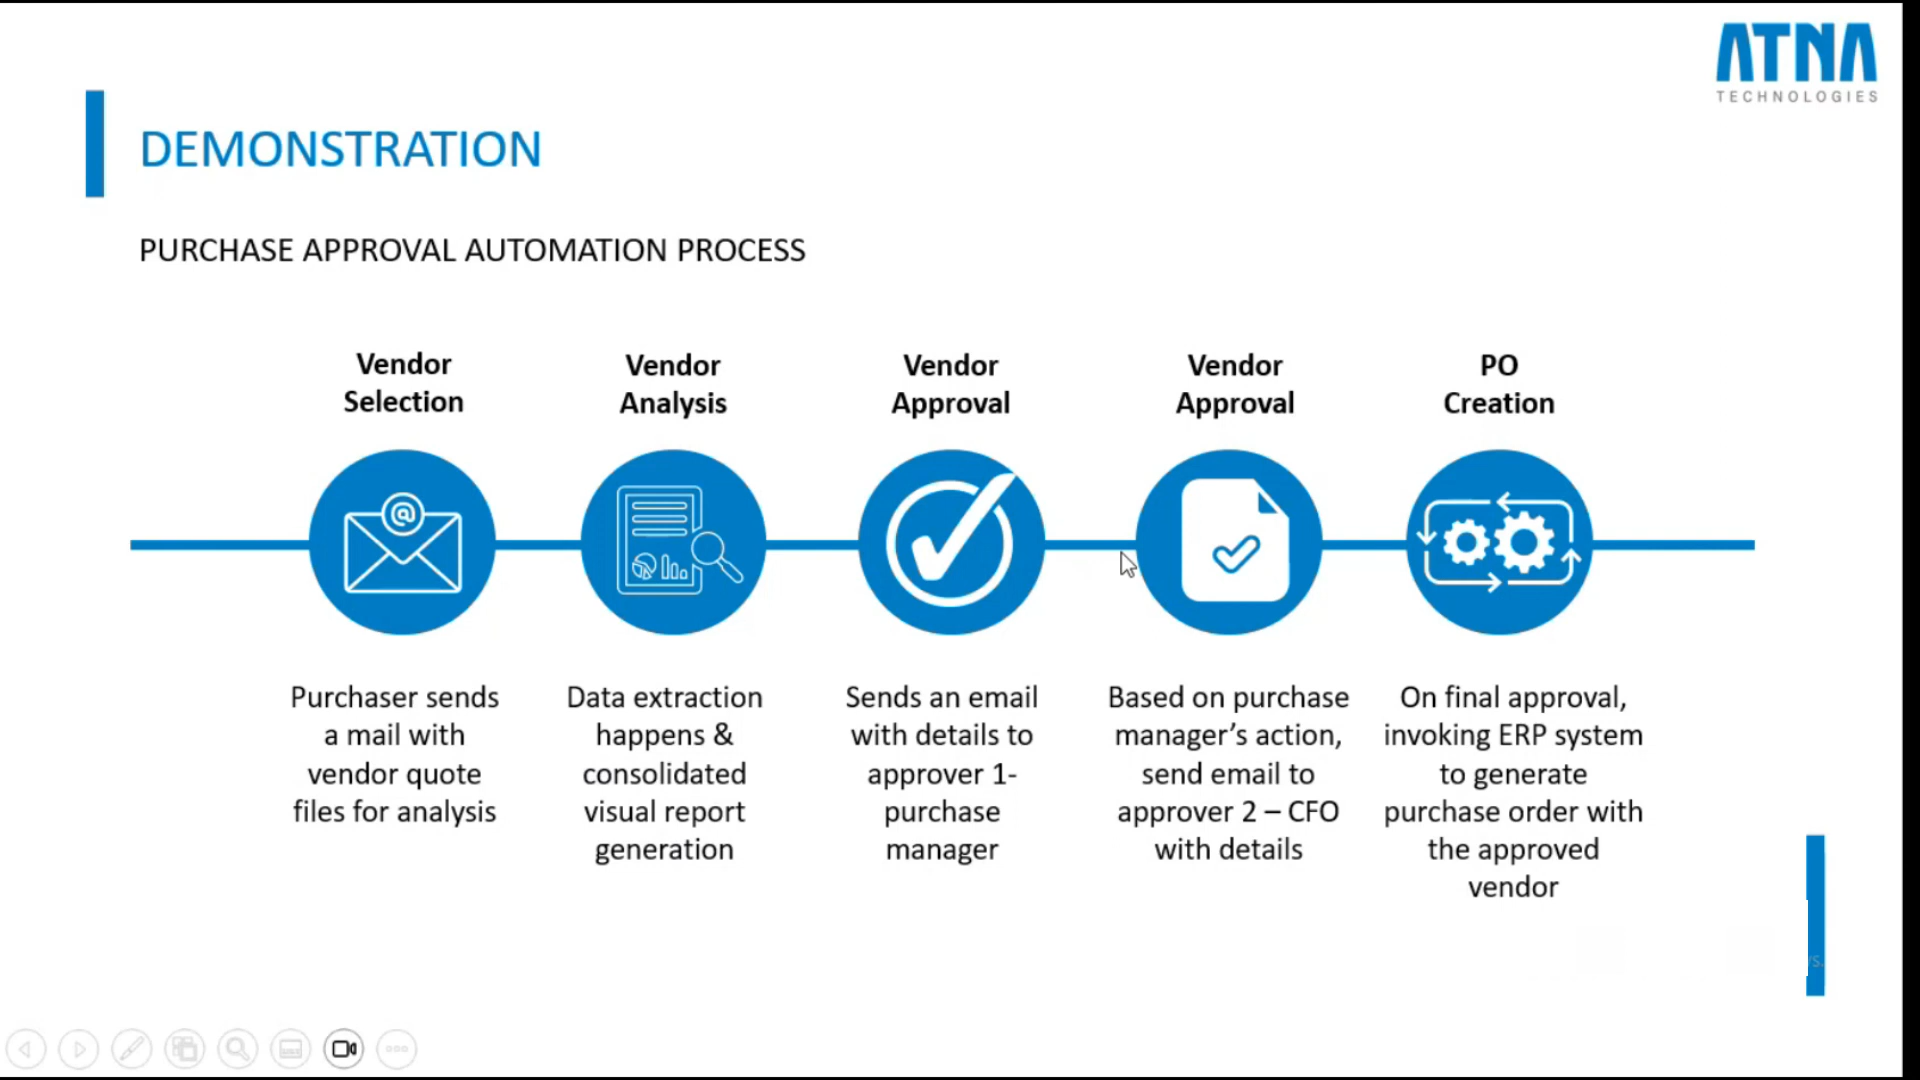 ATNA
TECHNOLOGIES
DEMONSTRATION
PURCHASE APPROVAL AUTOMATION PROCESS
Vendor
Selection
Vendor
Analysis
Vendor
Approval
Vendor
Approval
PO
Creation
@
Purchaser sends
a mail with
vendor quote
files for analysis
Data extraction
happens &
consolidated
visual report
generation
Sends an email
with details to
approver 1-
purchase
manager
Based on purchase
manager’s action,
send email to
approver 2 – CFO
with details
On final approval,
invoking ERP system
to generate
purchase order with
the approved
vendor